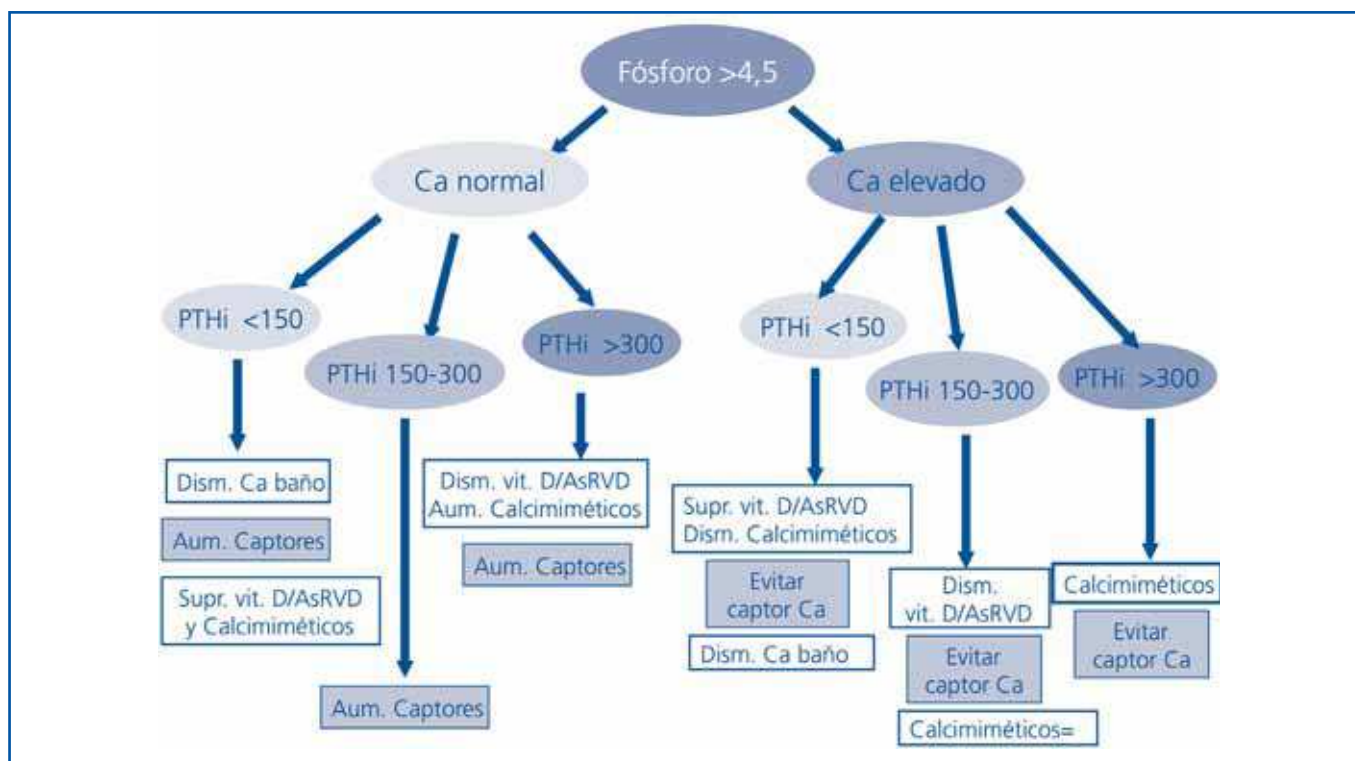 Fósforo >4,5
Ca normal
Ca elevado
PTHi <150
PTHi 150-300
PTHi >300
PTHi <150
PTHi 150-300
PTHi >300
Dism. Ca baño
Aum. Captores
Supr. vit. D/AsRVD
y Calcimiméticos
Aum. Captores
Dism. vit. D/AsRVD
Aum. Calcimiméticos
Aum. Captores
Supr. vit. D/AsRVD
Dism. Calcimiméticos
Evitar
captor Ca
Dism. Ca baño
Dism.
vit. D/AsRVD
Evitar
captor Ca
Calcimiméticos=
Calcimiméticos
Evitar
captor Ca